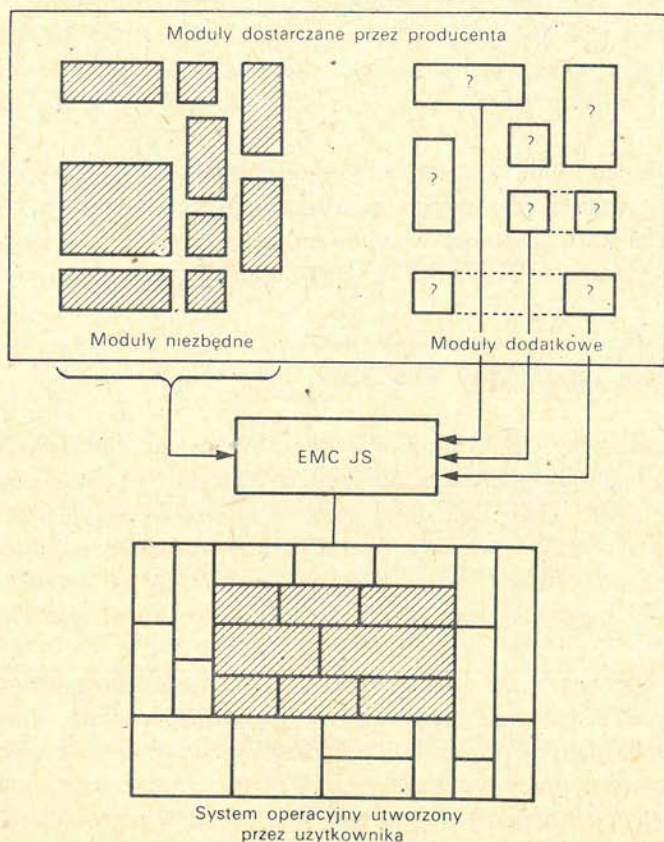 Moduły dostarczane przez producenta
?
?
?
?
?
?
?
?
Moduły niezbędne
Moduły dodatkowe
EMC JS
System operacyjny utworzony
przez użytkownika